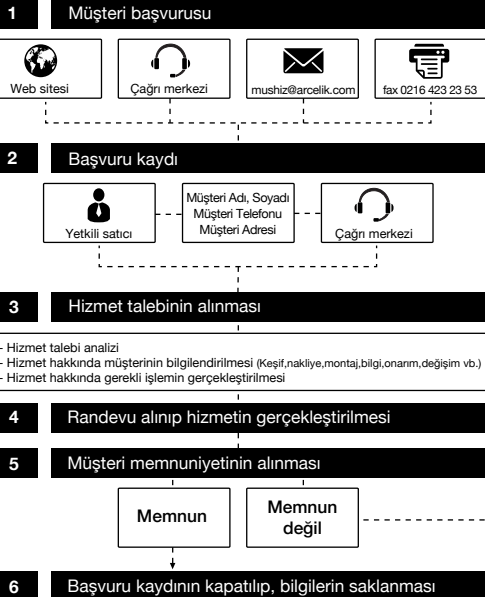 1 Müşteri başvurusu
Web sitesi
Çağrı merkezi
mushiz@arcelik.com
fax 0216 423 23 53
2 Başvuru kaydı
Yetkili satıcı
Müşteri Adı, Soyadı
Müşteri Telefonu
Müşteri Adresi
Çağrı merkezi
3 Hizmet talebinin alınması
- Hizmet talebi analizi
- Hizmet hakkında müşterinin bilgilendirilmesi (Keşif,nakliye,montaj,bilgi,onarım,değişim vb.)
- Hizmet hakkında gerekli işlemin gerçekleştirilmesi
4 Randevu alınıp hizmetin gerçekleştirilmesi
5 Müşteri memnuniyetinin alınması
Memnun
Memnun
değil
6 Başvuru kaydının kapatılıp, bilgilerin saklanması